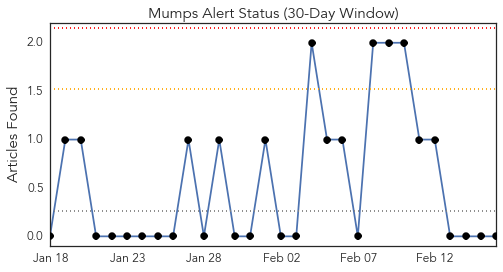 Mumps Alert Status (30-Day Window)
Articles Found
2.0
1.5
1.0
0.5
0.0
Jan 18 Jan 23 Jan 28 Feb 02 Feb 07 Feb 12